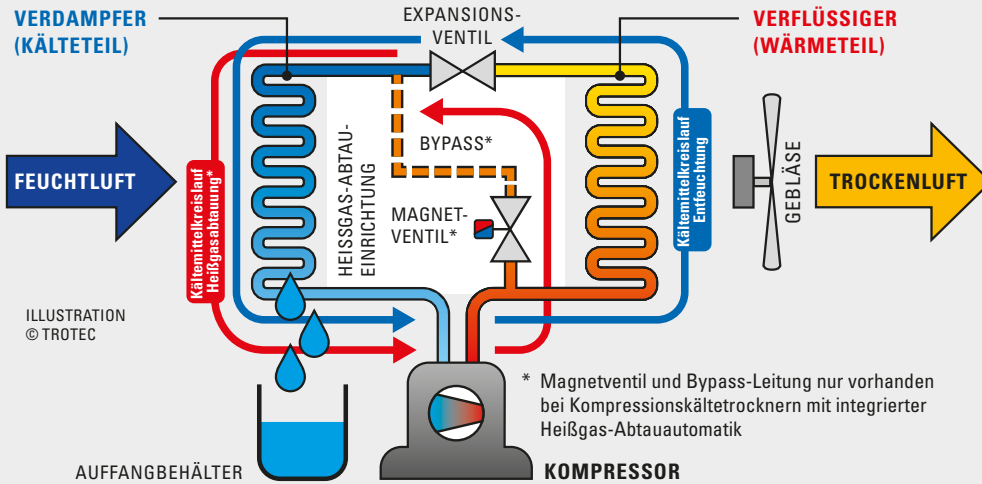 VERDAMPFER
(KÄLTETEIL)
EXPANSIONS-
VENTIL
VERFLÜSSIGER
(WÄRMETEIL)
FEUCHTLUFT
Kältemittelkreislauf
Heißgasabtauung*
HEISSGAS-ABTAU-
EINRICHTUNG
BYPASS*
MAGNET-
VENTIL*
Kältemittelkreislauf
Entfeuchtung
GEBLÄSE
TROCKENLUFT
ILLUSTRATION
© TROTEC
* Magnetventil und Bypass-Leitung nur vorhanden
bei Kompressionskältetrocknern mit integrierter
Heißgas-Abtauautomatik
AUFFANGBEHÄLTER
KOMPRESSOR